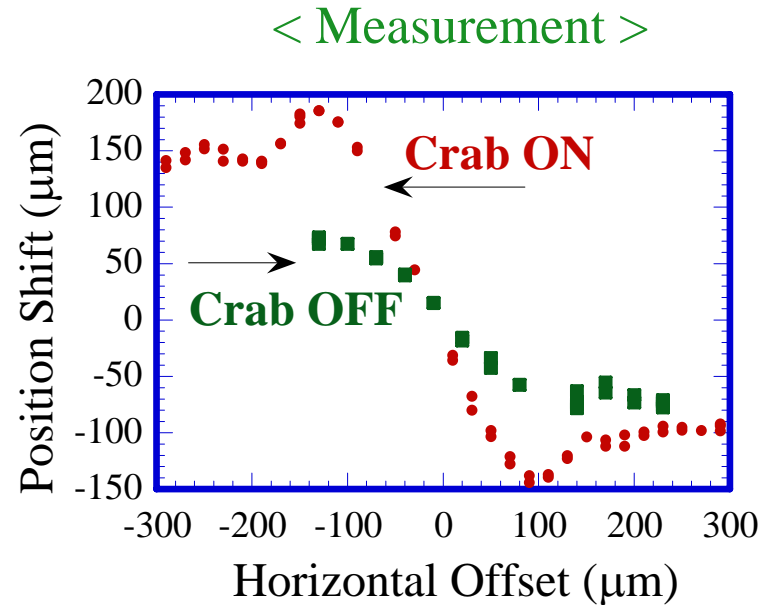 < Measurement >
200
150
100
50
0
-50
-100
-150
Position Shift (μm)
Crab ON
Crab OFF
-300 -200 -100 0 100 200 300
Horizontal Offset (μm)